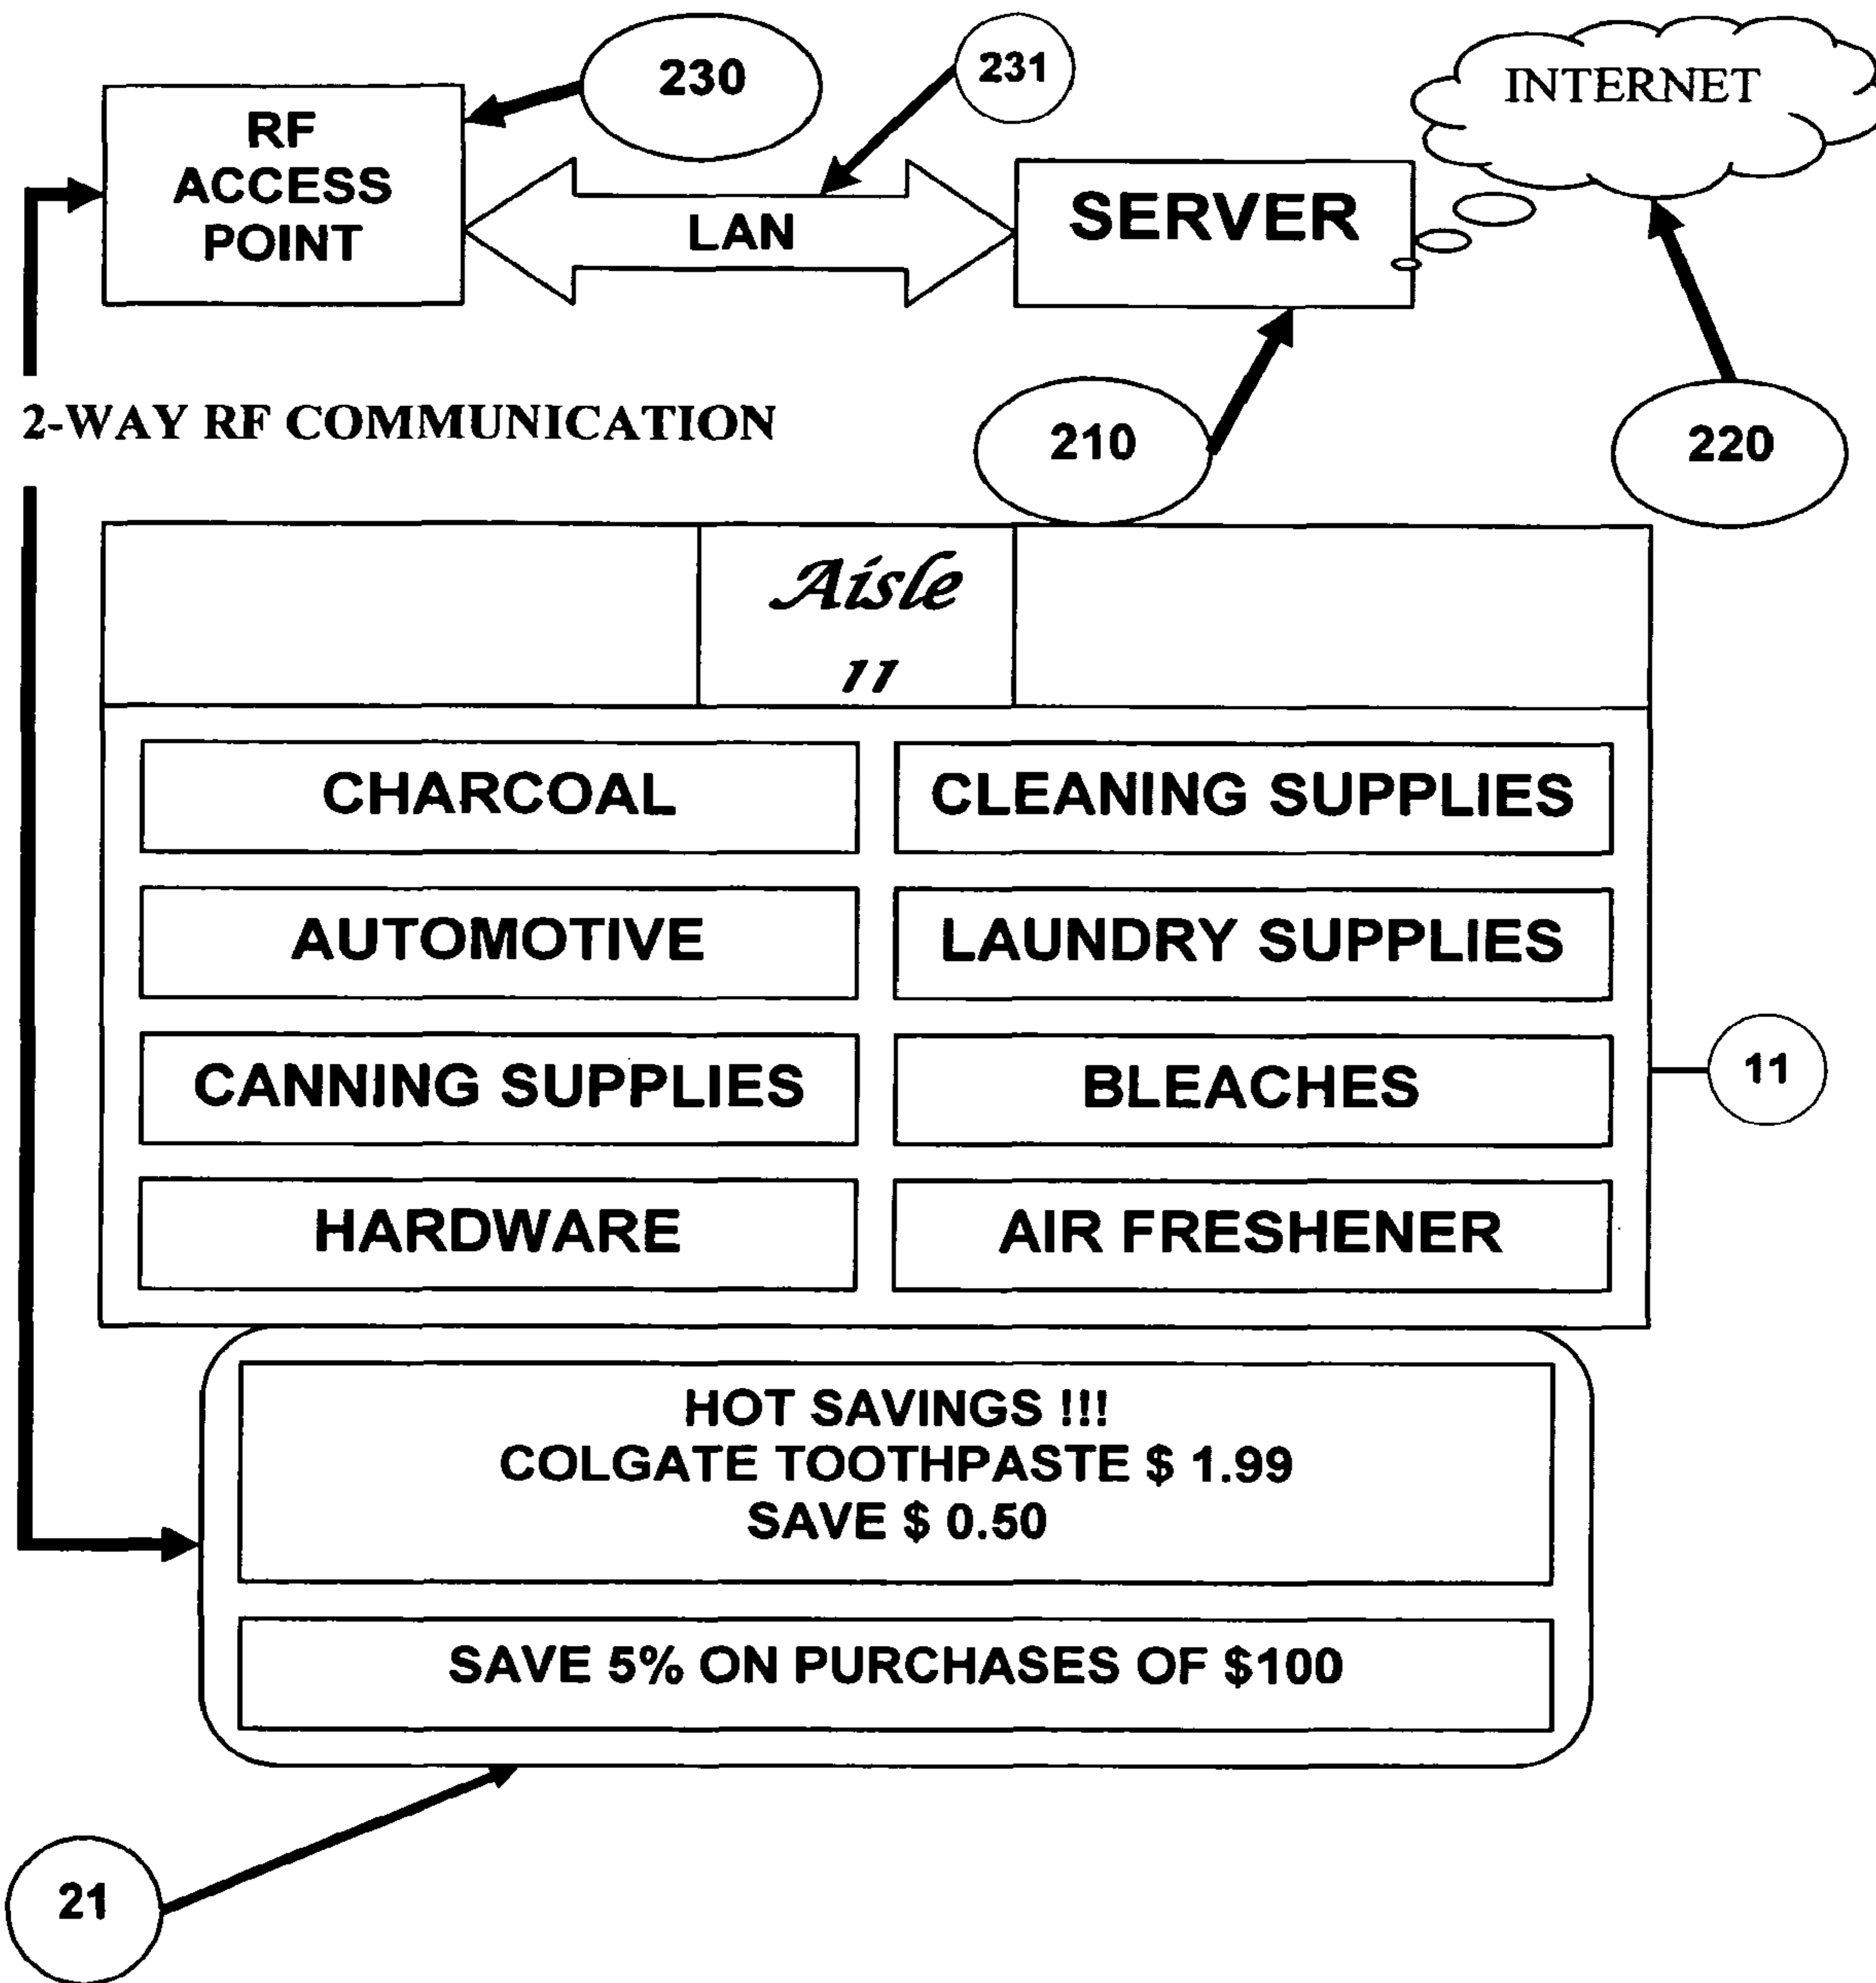 230
231
INTERNET
RF
ACCESS
POINT
LAN
SERVER
2-WAY RF COMMUNICATION
210
220
Aisle
11
CHARCOAL
CLEANING SUPPLIES
AUTOMOTIVE
LAUNDRY SUPPLIES
CANNING SUPPLIES
BLEACHES
11
HARDWARE
AIR FRESHENER
HOT SAVINGS !!!
COLGATE TOOTHPASTE $ 1.99
SAVE $ 0.50
SAVE 5% ON PURCHASES OF $100
21